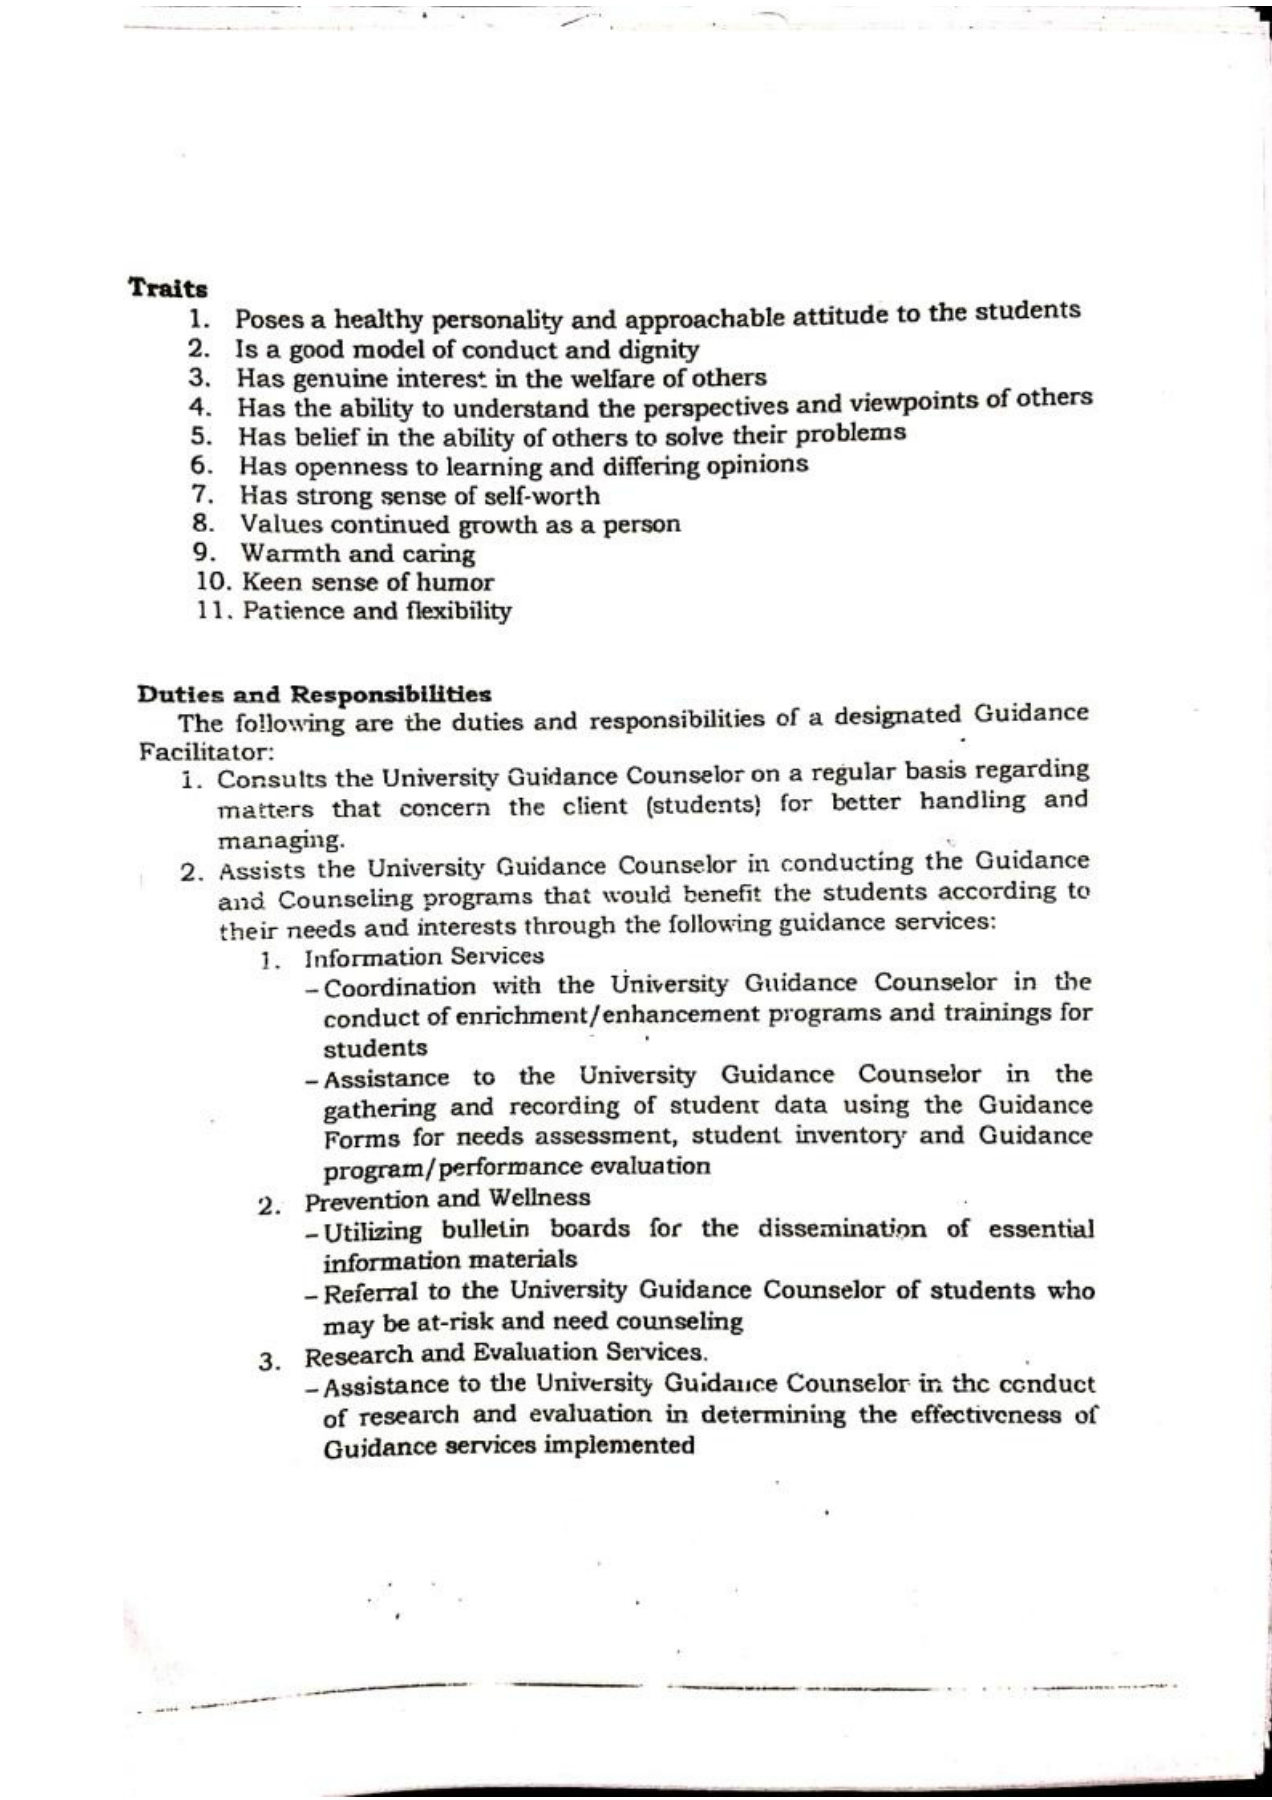 Traits
1. Poses a healthy personality and approachable attitude to the students
2. Is a good model of conduct and dignity
3. Has genuine interest in the welfare of others
4. Has the ability to understand the perspectives and viewpoints of others
5. Has belief in the ability of others to solve their problems
6. Has openness to learning and differing opinions
7. Has strong sense of self-worth
8. Values continued growth as a person
9. Warmth and caring
10. Keen sense of humor
11. Patience and flexibility
Duties and Responsibilities
The following are the duties and responsibilities of a designated Guidance
Facilitator:
1. Consults the University Guidance Counselor on a regular basis regarding
matters that concern the client (students) for better handling and
managing.
2. Assists the University Guidance Counselor in conducting the Guidance
and Counseling programs that would benefit the students according to
their needs and interests through the following guidance services:
1. Information Services
– Coordination with the University Guidance Counselor in the
conduct of enrichment/enhancement programs and trainings for
students
– Assistance to the University Guidance Counselor in the
gathering and recording of student data using the Guidance
Forms for needs assessment, student inventory and Guidance
program/performance evaluation
2. Prevention and Wellness
– Utilizing bulletin boards for the dissemination of essential
information materials
– Referral to the University Guidance Counselor of students who
may be at-risk and need counseling
3. Research and Evaluation Services.
– Assistance to the University Guidance Counselor in the conduct
of research and evaluation in determining the effectiveness of
Guidance services implemented